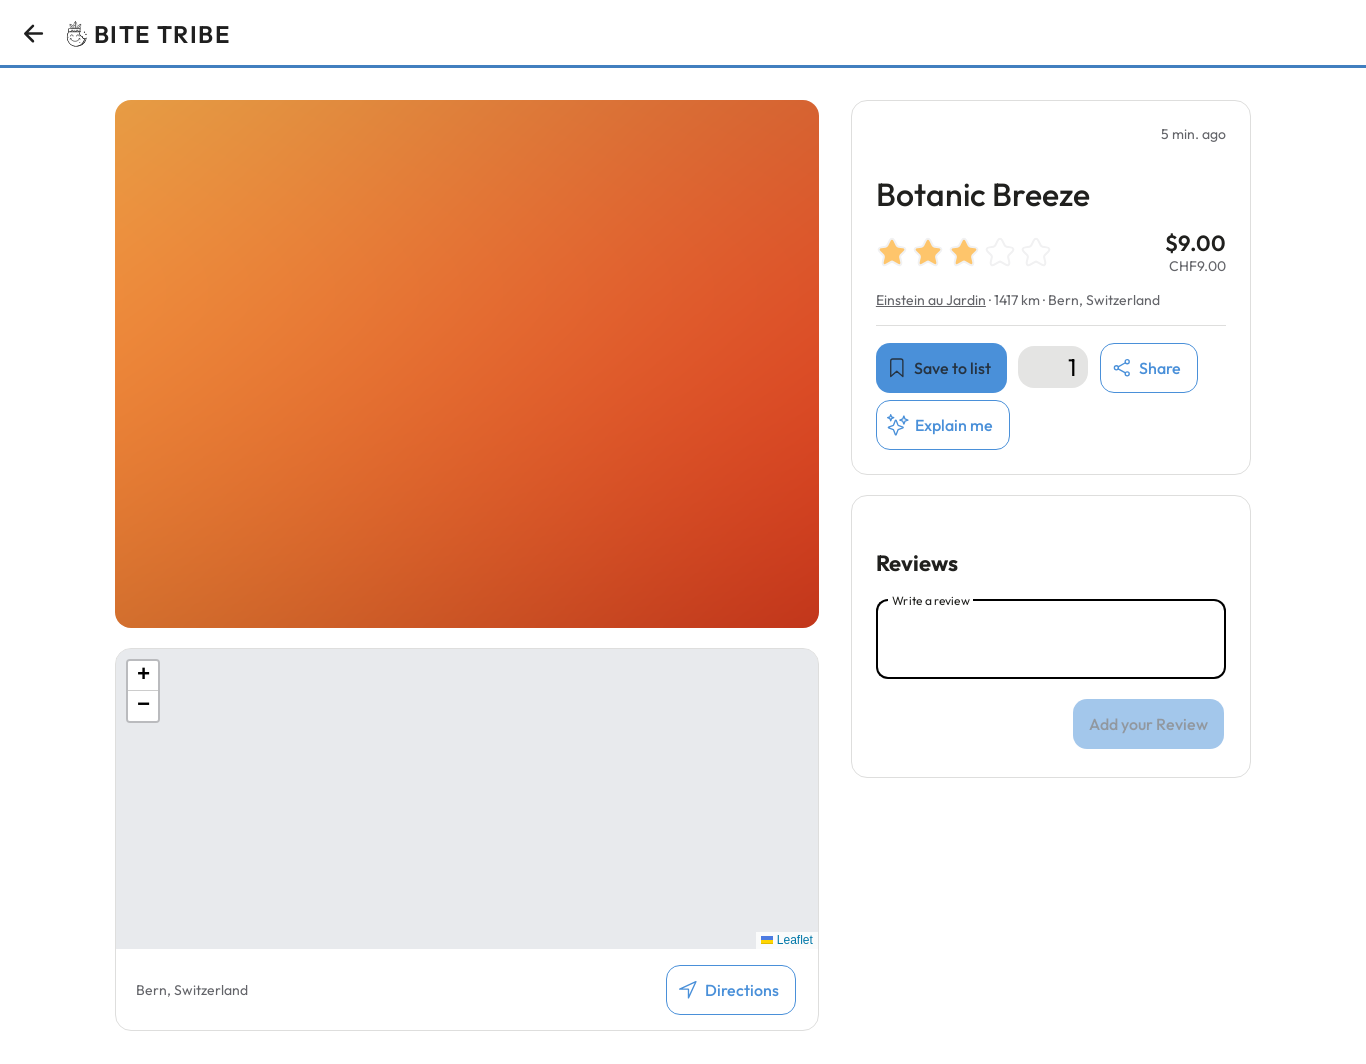 BITE TRIBE
5 min. ago
Botanic Breeze
$9.00
CHF9.00
Einstein au Jardin · 1417 km · Bern, Switzerland
Save to list
1
Share
Explain me
Reviews
Write a review
Add your Review
+
−
Leaflet
Bern, Switzerland
Directions